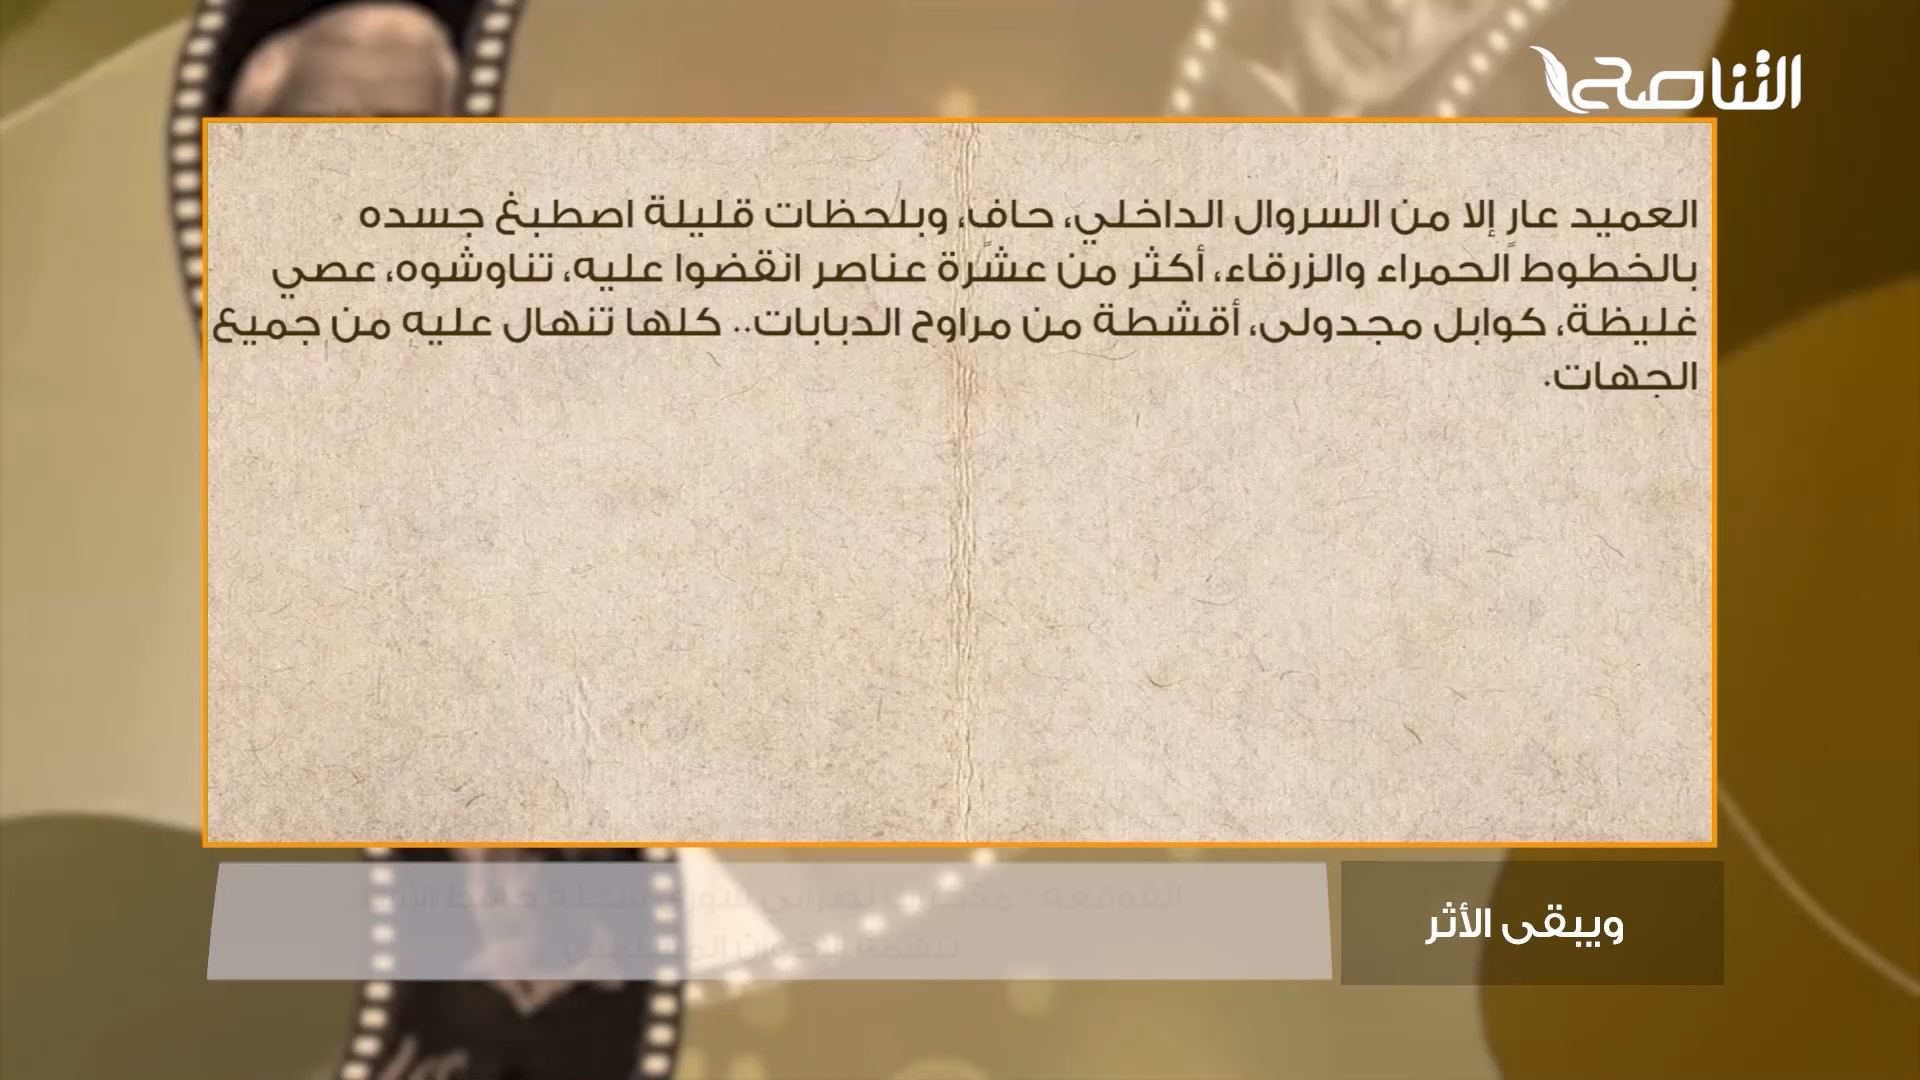 التناصح
العميد عارٍ إلا من السروال الداخلي، حافٍ، وبلحظات قليلة اصطبغ جسده
بالخطوط الحمراء والزرقاء، أكثر من عشرة عناصر انقضوا عليه، تناوشوه، عصي
غليظة، كوابل مجدولى، أقشطة من مراوح الدبابات.. كلها تنهال عليه من جميع
الجهات.
ويبقى الأثر